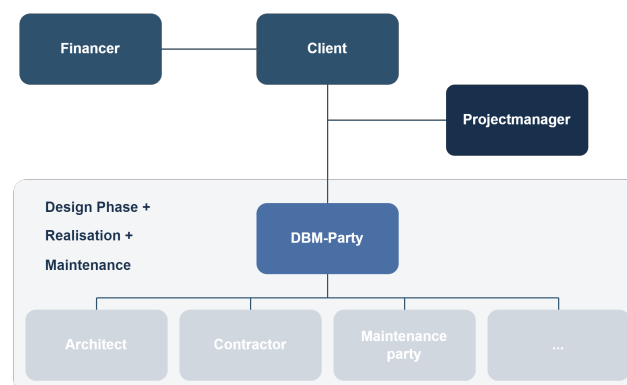 Financer
Client
Projectmanager
Design Phase +
Realisation +
Maintenance
DBM-Party
Architect
Contractor
Maintenance
party
...